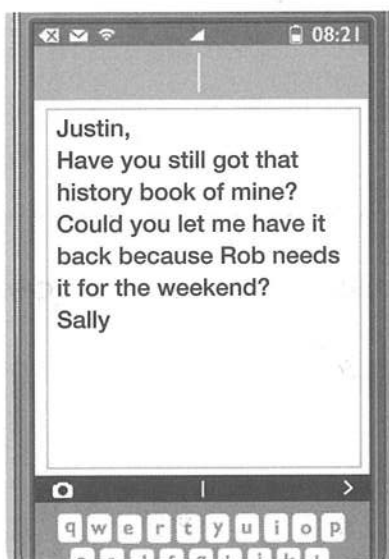 08:21
Justin,
Have you still got that
history book of mine?
Could you let me have it
back because Rob needs
it for the weekend?
Sally
q w e r t y u i o p